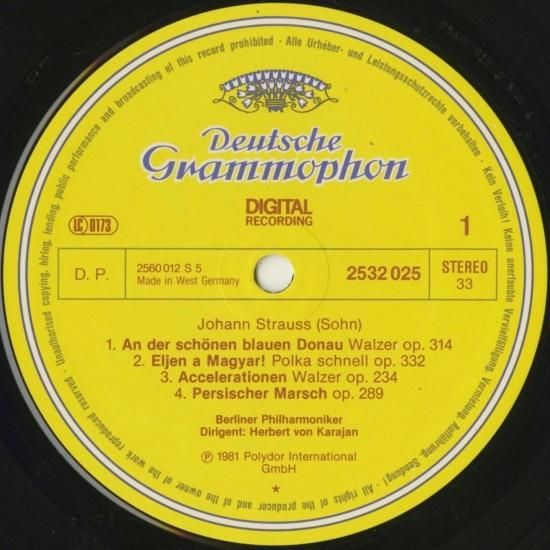 Deutsche
Grammophon
DIGITAL
RECORDING
LC 0173
1
D. P.
2560 012 S 5
Made in West Germany
2532 025
STEREO
33
Johann Strauss (Sohn)
1. An der schönen blauen Donau Walzer op. 314
2. Eljen a Magyar! Polka schnell op. 332
3. Accelerationen Walzer op. 234
4. Persischer Marsch op. 289
Berliner Philharmoniker
Dirigent: Herbert von Karajan
Ⓟ 1981 Polydor International
GmbH
*
Unauthorised copying, hiring, lending, public performance and broadcasting of this record prohibited · Alle Urheber- und Leistungsschutzrechte vorbehalten · Kein Verleih! Keine unerlaubte Vervielfältigung, Vermietung, Aufführung, Sendung! · All rights of the producer and of the owner of the work reproduced reserved ·